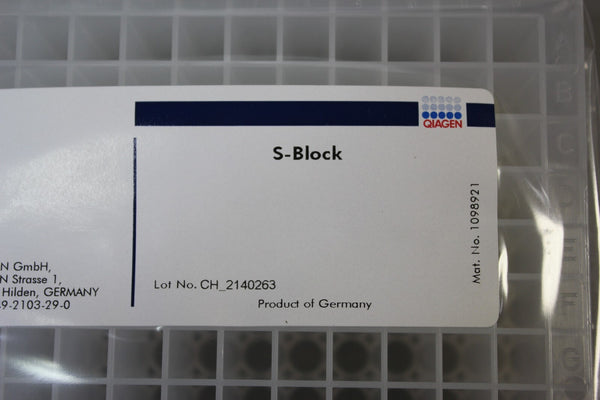 QIAGEN
S-Block
Mat. No. 1098921
Lot No. CH_2140263
Product of Germany
N GmbH,
N Strasse 1,
Hilden, GERMANY
9-2103-29-0
B
C
D
E
F
G